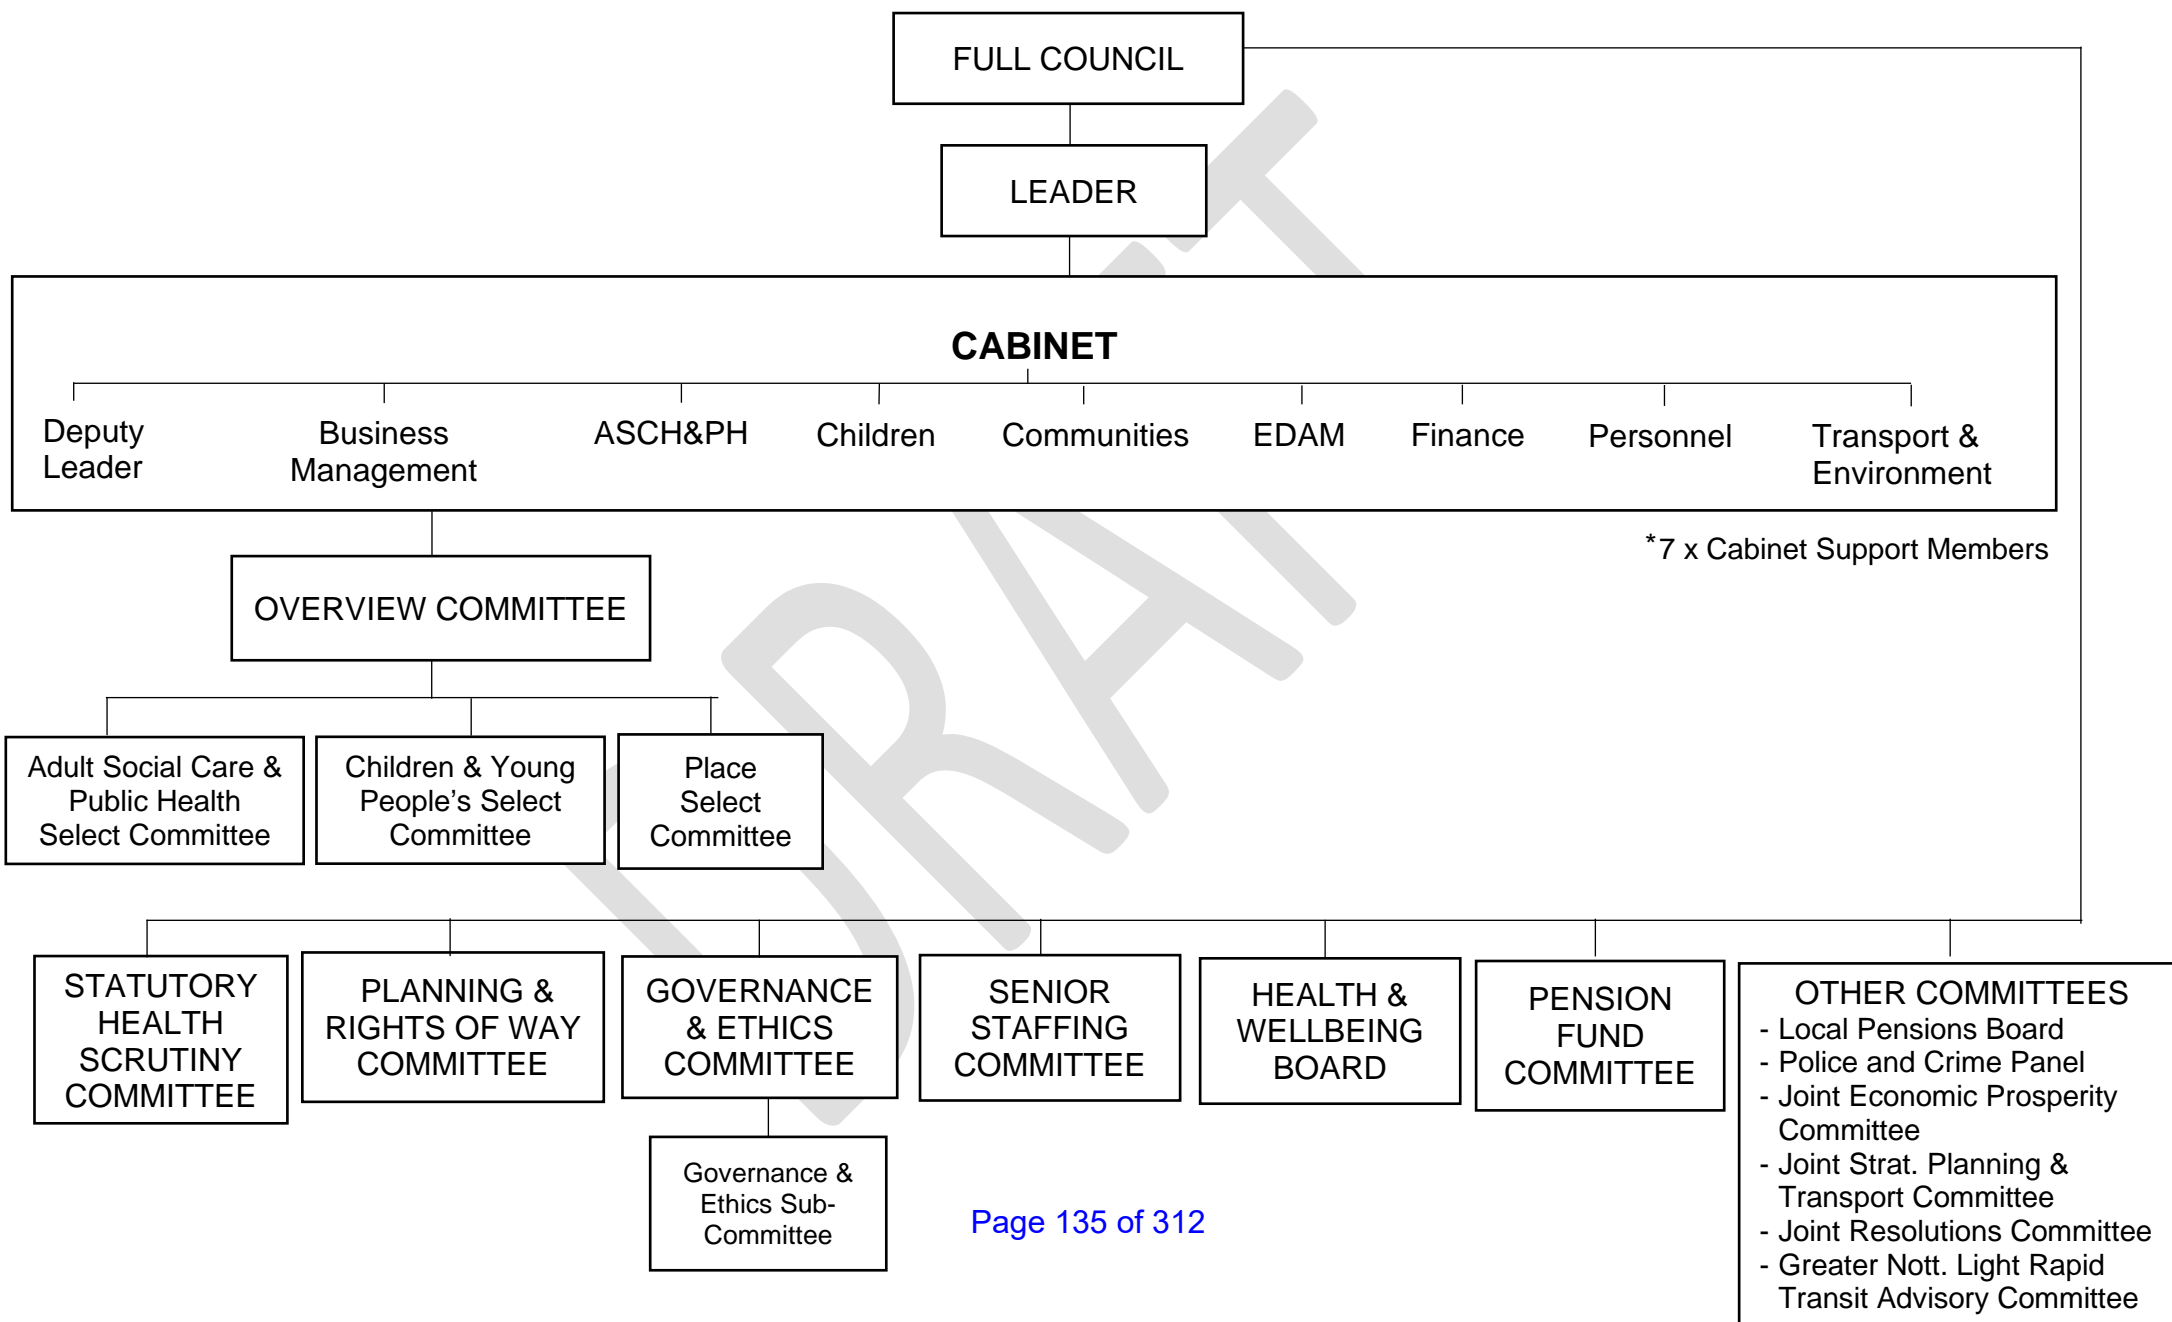 FULL COUNCIL
LEADER
CABINET
Deputy
Leader
Business
Management
ASCH&PH
Children
Communities
EDAM
Finance
Personnel
Transport &
Environment
*7 x Cabinet Support Members
OVERVIEW COMMITTEE
Adult Social Care &
Public Health
Select Committee
Children & Young
People’s Select
Committee
Place
Select
Committee
STATUTORY
HEALTH
SCRUTINY
COMMITTEE
PLANNING &
RIGHTS OF WAY
COMMITTEE
GOVERNANCE
& ETHICS
COMMITTEE
SENIOR
STAFFING
COMMITTEE
HEALTH &
WELLBEING
BOARD
PENSION
FUND
COMMITTEE
OTHER COMMITTEES
- Local Pensions Board
- Police and Crime Panel
- Joint Economic Prosperity
Committee
- Joint Strat. Planning &
Transport Committee
- Joint Resolutions Committee
- Greater Nott. Light Rapid
Transit Advisory Committee
Governance &
Ethics Sub-
Committee
Page 135 of 312
DRAFT